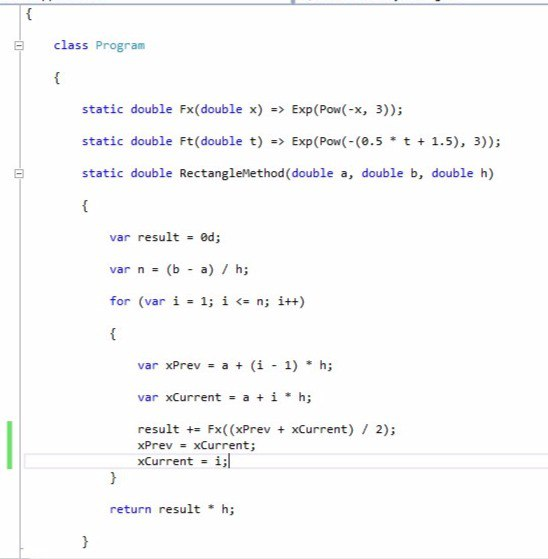 {
class Program
{
static double Fx(double x) => Exp(Pow(-x, 3));
static double Ft(double t) => Exp(Pow(-(0.5 * t + 1.5), 3));
static double RectangleMethod(double a, double b, double h)
{
var result = 0d;
var n = (b - a) / h;
for (var i = 1; i <= n; i++)
{
var xPrev = a + (i - 1) * h;
var xCurrent = a + i * h;
result += Fx((xPrev + xCurrent) / 2);
xPrev = xCurrent;
xCurrent = i;
}
return result * h;
}